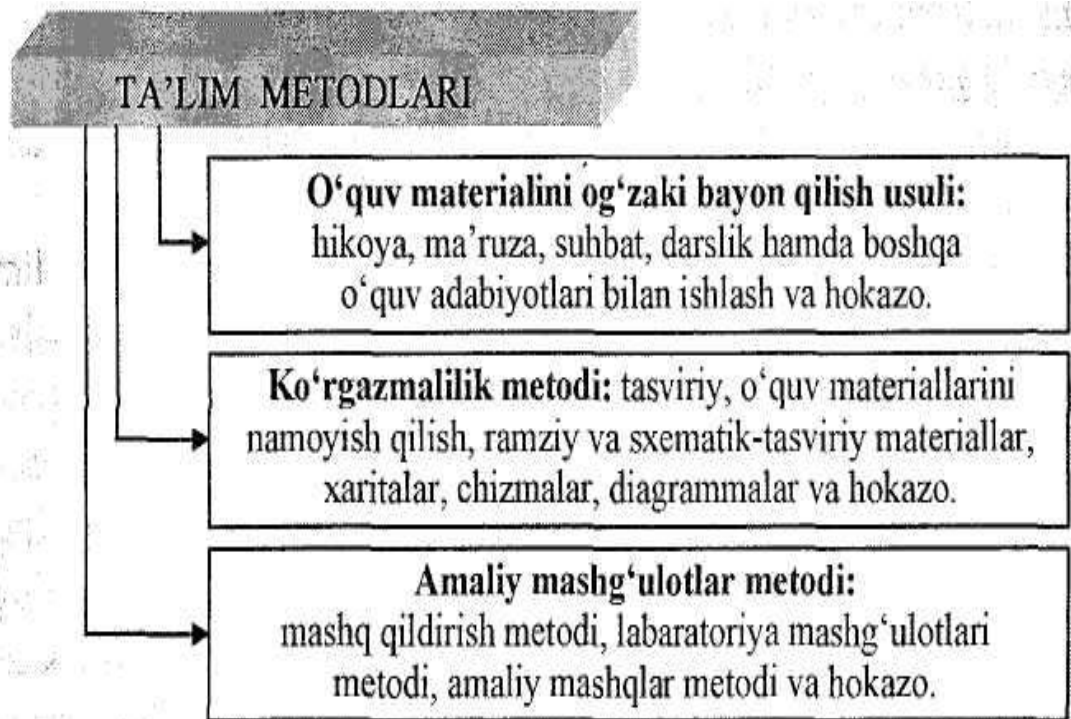 TA’LIM METODLARI
O‘quv materialini og‘zaki bayon qilish usuli:
hikoya, ma’ruza, suhbat, darslik hamda boshqa
o‘quv adabiyotlari bilan ishlash va hokazo.
Ko‘rgazmalilik metodi: tasviriy, o‘quv materiallarini
namoyish qilish, ramziy va sxematik-tasviriy materiallar,
xaritalar, chizmalar, diagrammalar va hokazo.
Amaliy mashg‘ulotlar metodi:
mashq qildirish metodi, labaratoriya mashg‘ulotlari
metodi, amaliy mashqlar metodi va hokazo.